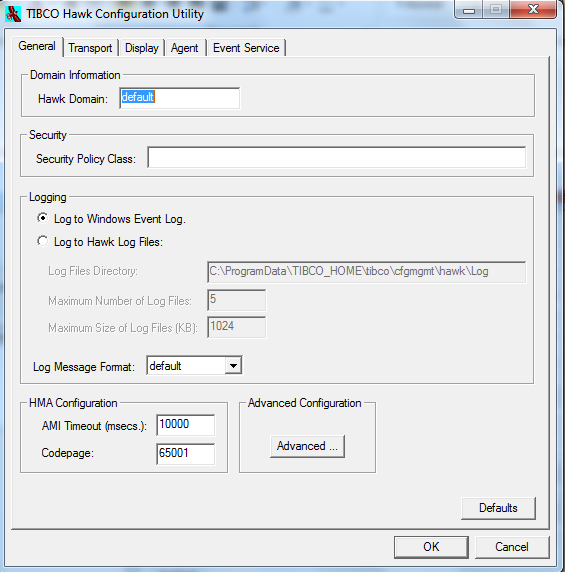 TIBCO Hawk Configuration Utility
General Transport Display Agent Event Service
Domain Information
Hawk Domain: default
Security
Security Policy Class:
Logging
Log to Windows Event Log.
Log to Hawk Log Files:
Log Files Directory: C:\ProgramData\TIBCO_HOME\tibco\cfgmgmt\hawk\Log
Maximum Number of Log Files: 5
Maximum Size of Log Files (KB): 1024
Log Message Format: default
HMA Configuration Advanced Configuration
AMI Timeout (msecs.): 10000
Advanced ...
Codepage: 65001
Defaults
OK Cancel